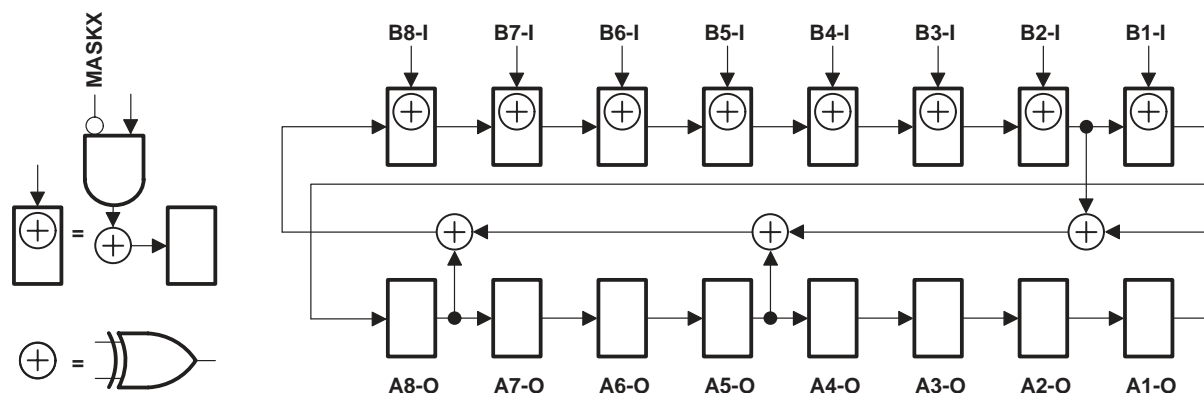 MASKX
=
=
B8-I B7-I B6-I B5-I B4-I B3-I B2-I B1-I
A8-O A7-O A6-O A5-O A4-O A3-O A2-O A1-O